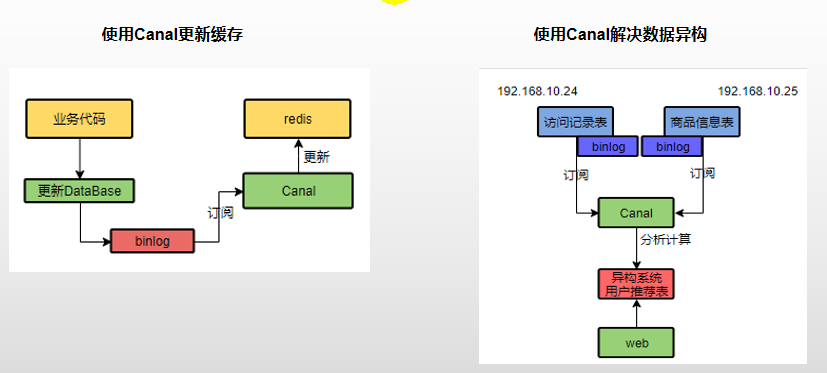 使用Canal更新缓存
业务代码
redis
更新
更新DataBase
Canal
订阅
binlog
使用Canal解决数据异构
192.168.10.24
192.168.10.25
访问记录表
商品信息表
binlog
binlog
订阅
订阅
Canal
分析计算
异构系统
用户推荐表
web